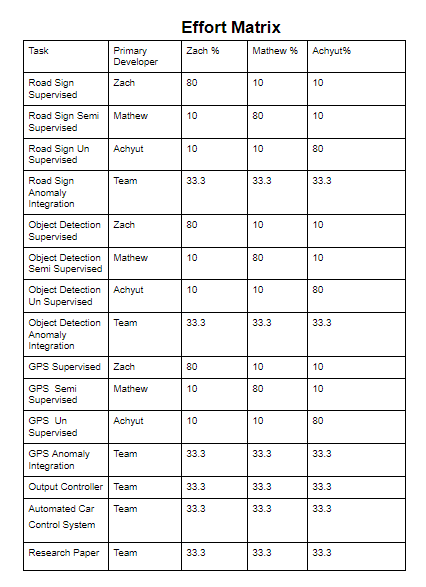 Effort Matrix
Task Primary Developer Zach % Mathew % Achyut%
Road Sign Supervised Zach 80 10 10
Road Sign Semi Supervised Mathew 10 80 10
Road Sign Un Supervised Achyut 10 10 80
Road Sign Anomaly Integration Team 33.3 33.3 33.3
Object Detection Supervised Zach 80 10 10
Object Detection Semi Supervised Mathew 10 80 10
Object Detection Un Supervised Achyut 10 10 80
Object Detection Anomaly Integration Team 33.3 33.3 33.3
GPS Supervised Zach 80 10 10
GPS Semi Supervised Mathew 10 80 10
GPS Un Supervised Achyut 10 10 80
GPS Anomaly Integration Team 33.3 33.3 33.3
Output Controller Team 33.3 33.3 33.3
Automated Car Control System Team 33.3 33.3 33.3
Research Paper Team 33.3 33.3 33.3